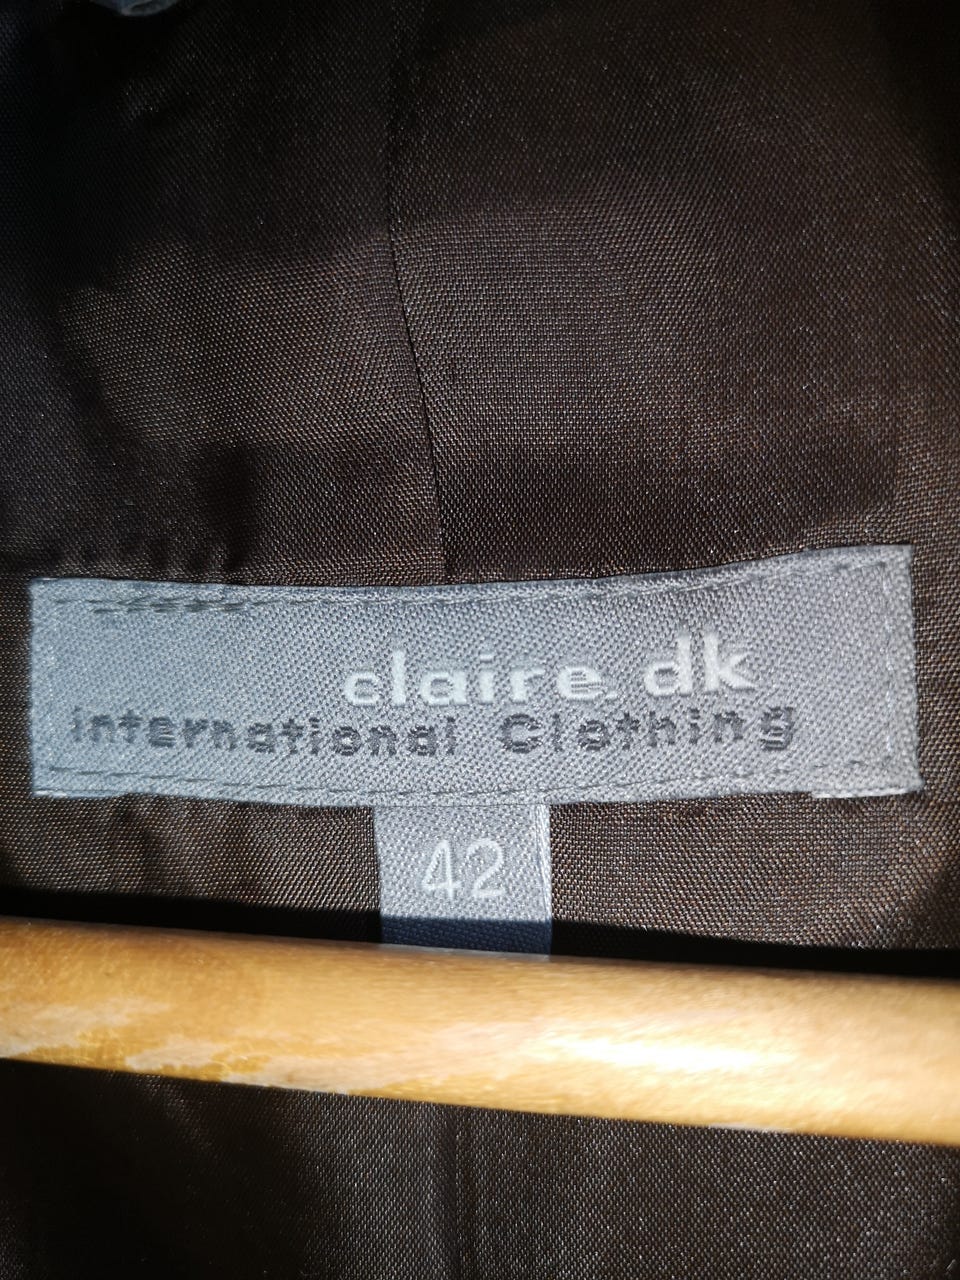 claire.dk
international Clothing
42